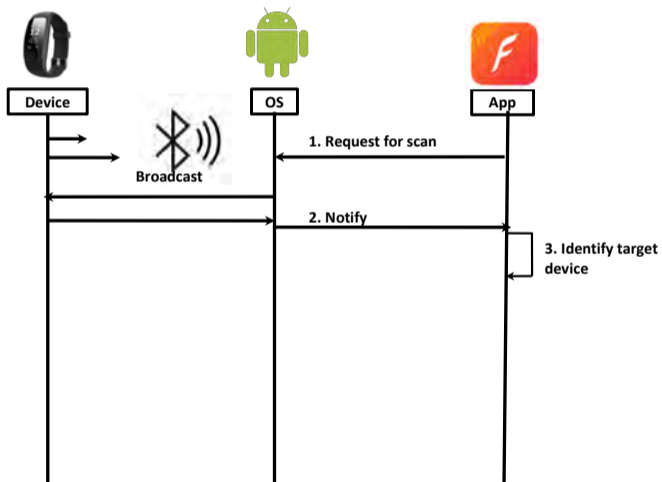 Device
OS
App
1. Request for scan
Broadcast
2. Notify
3. Identify target
device